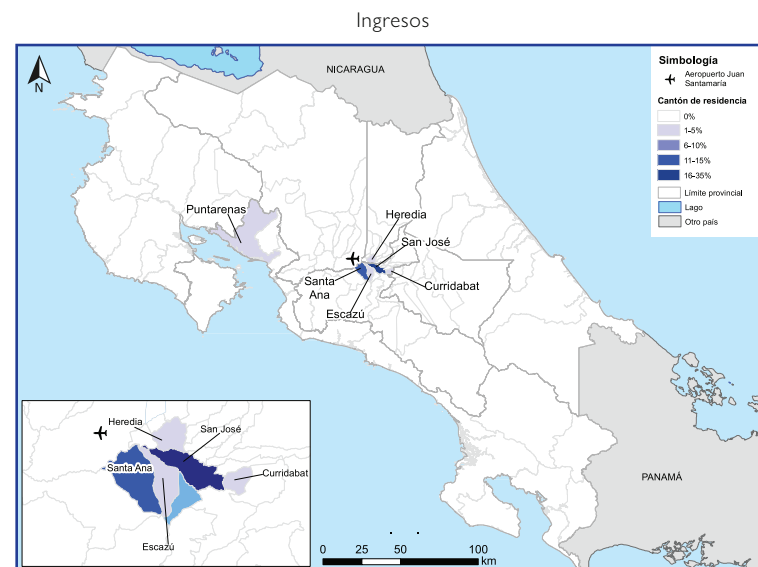 Ingresos
NICARAGUA
Simbología
Aeropuerto Juan
Santamaría
Cantón de residencia
0%
1-5%
6-10%
11-15%
16-35%
Límite provincial
Lago
Otro país
N
Puntarenas
Heredia
San José
Santa
Ana
Curridabat
Escazú
Heredia
San José
Santa Ana
Curridabat
Escazú
PANAMÁ
0 25 50 100
km